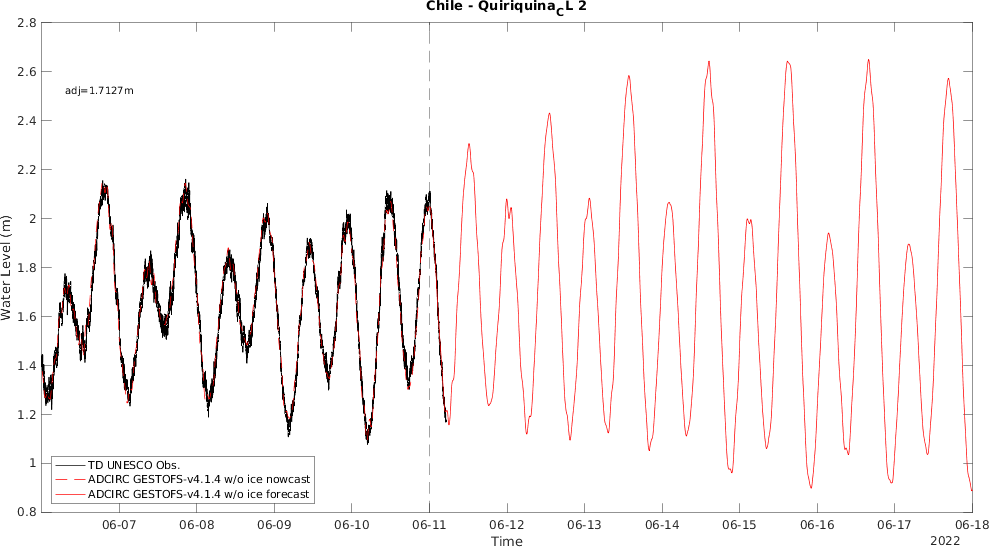 Chile - Quiriquina_CL 2
2.8
2.6
2.4
2.2
2
1.8
1.6
1.4
1.2
1
0.8
Water Level (m)
adj=1.7127m
TD UNESCO Obs.
ADCIRC GESTOFS-v4.1.4 w/o ice nowcast
ADCIRC GESTOFS-v4.1.4 w/o ice forecast
06-07 06-08 06-09 06-10 06-11 06-12 06-13 06-14 06-15 06-16 06-17 06-18
Time
2022